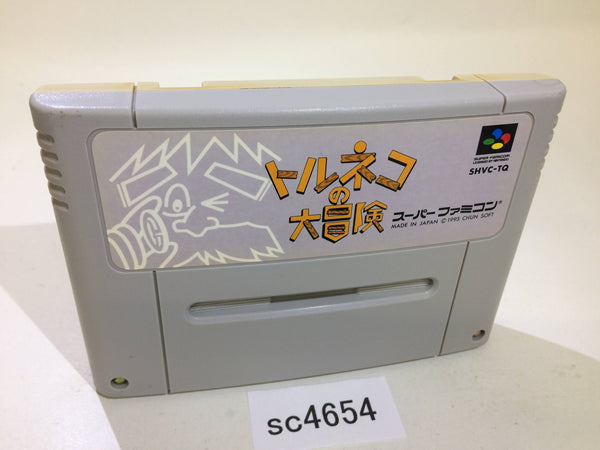 トルネコ
の
大冒険
スーパーファミコン
MADE IN JAPAN © 1993 CHUN SOFT
SUPER FAMICOM
LICENSED BY NINTENDO
SHVC-TQ
sc4654